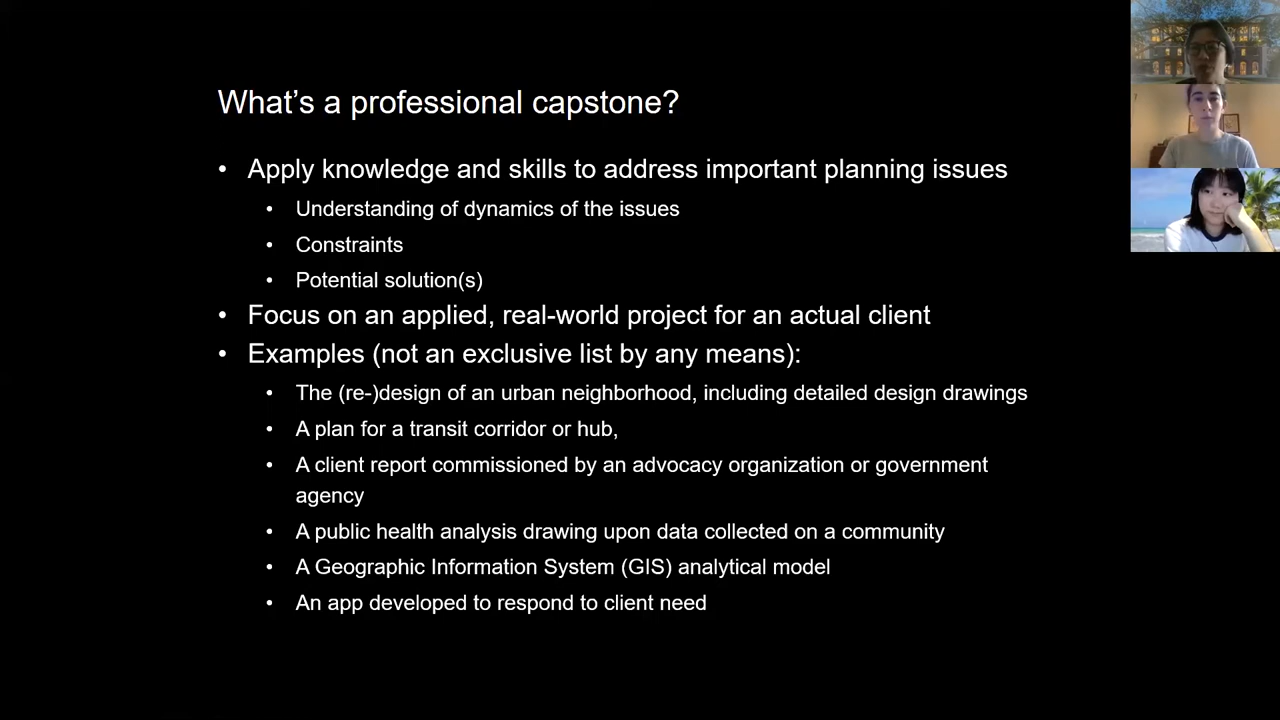 What’s a professional capstone?
• Apply knowledge and skills to address important planning issues
• Understanding of dynamics of the issues
• Constraints
• Potential solution(s)
• Focus on an applied, real-world project for an actual client
• Examples (not an exclusive list by any means):
• The (re-)design of an urban neighborhood, including detailed design drawings
• A plan for a transit corridor or hub,
• A client report commissioned by an advocacy organization or government
agency
• A public health analysis drawing upon data collected on a community
• A Geographic Information System (GIS) analytical model
• An app developed to respond to client need